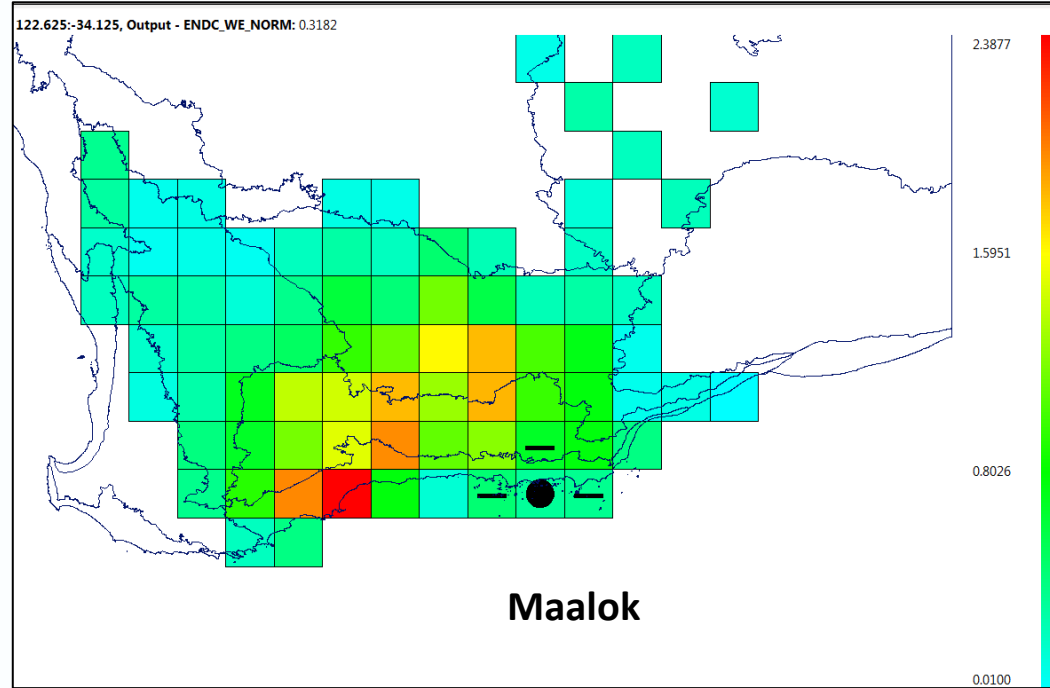 122.625:-34.125, Output - ENDC_WE_NORM: 0.3182
2.3877
1.5951
0.8026
Maalok
0.0100